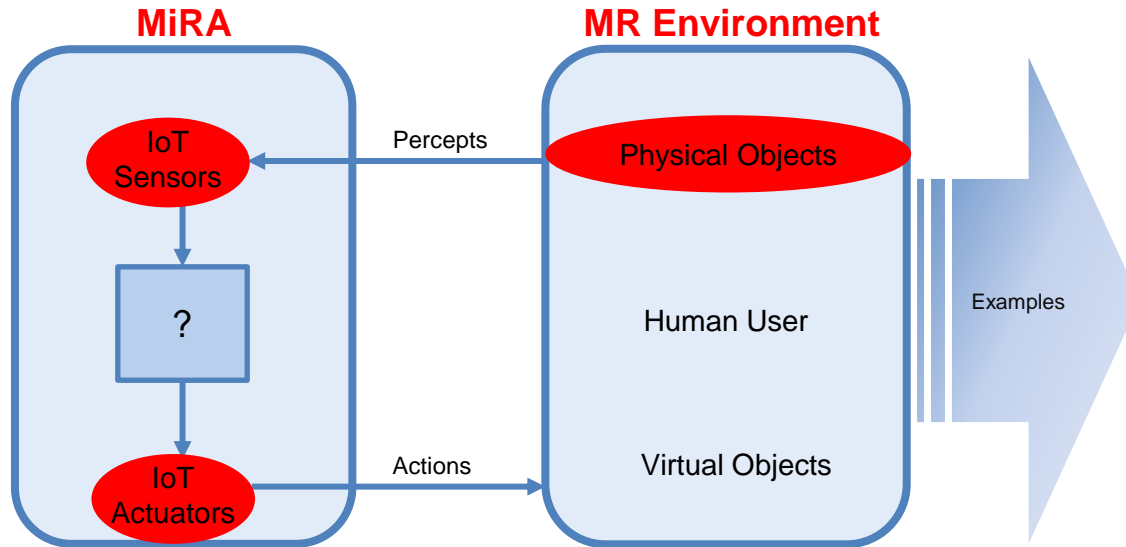 MiRA
MR Environment
IoT
Sensors
Percepts
Physical Objects
?
Human User
Examples
IoT
Actuators
Actions
Virtual Objects